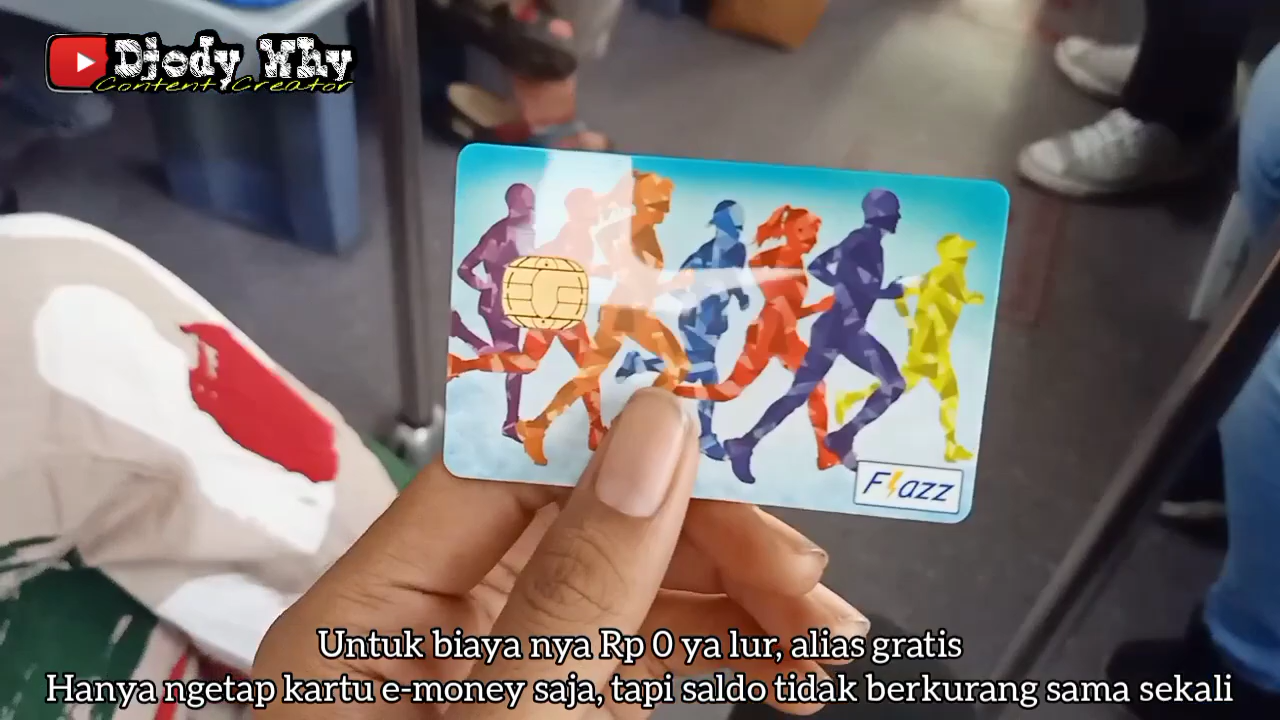 Djody Why
Content Creator
Flazz
Untuk biaya nya Rp 0 ya lur, alias gratis
Hanya ngetap kartu e-money saja, tapi saldo tidak berkurang sama sekali